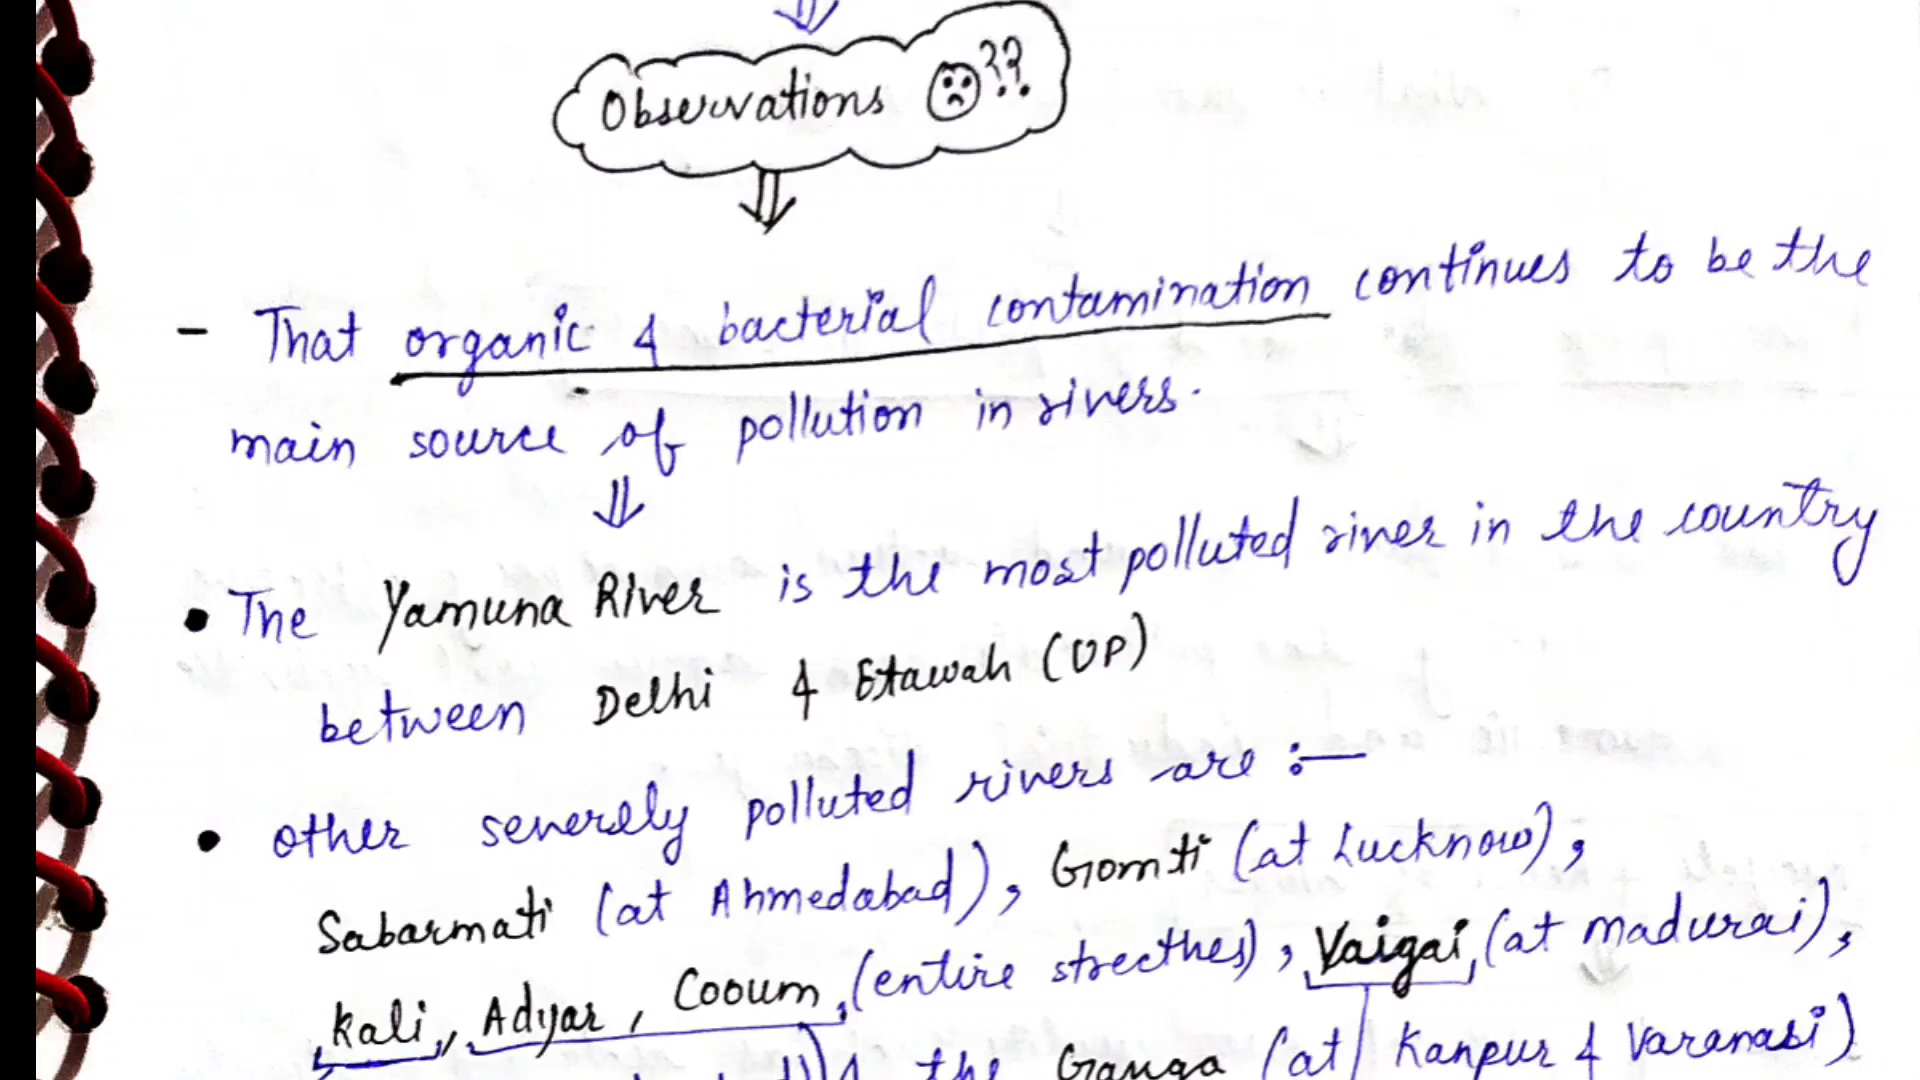 Observations ??
- That organic & bacterial contamination continues to be the
main source of pollution in rivers.
• The Yamuna River is the most polluted river in the country
between Delhi & Etawah (UP)
• other severely polluted rivers are :—
Sabarmati (at Ahmedabad), Gomti (at Lucknow),
Kali, Adyar, Cooum, (entire strecthes), Vaigai, (at madurai),
& the Ganga (at Kanpur & Varanasi)